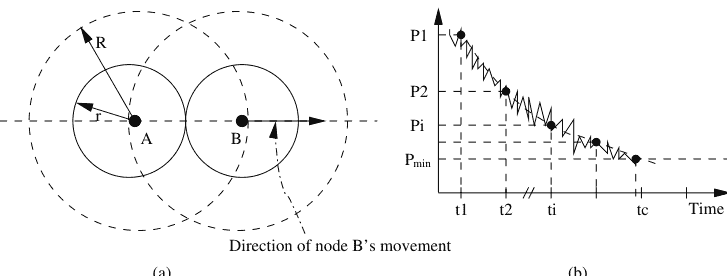 R
r
A
B
Direction of node B's movement
(a)
P1
P2
Pi
Pmin
t1
t2
ti
tc
Time
(b)